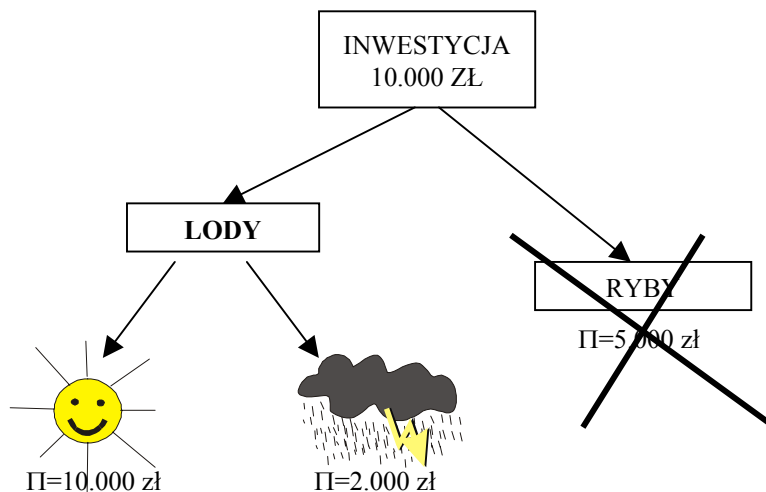 INWESTYCJA
10.000 ZŁ
LODY
RYBY
Π=5.000 zł
Π=10.000 zł
Π=2.000 zł